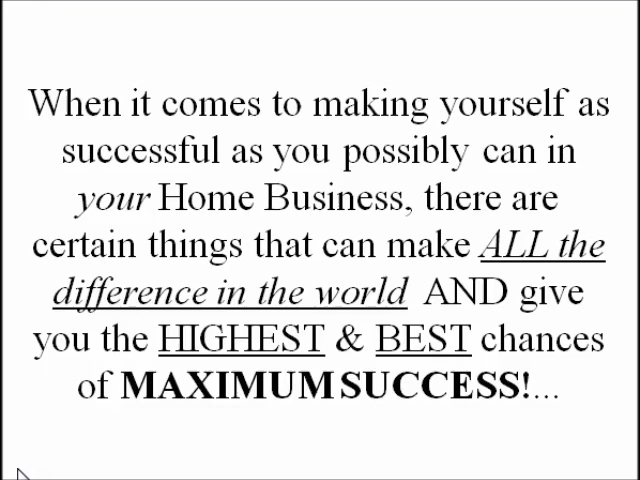 When it comes to making yourself as
successful as you possibly can in
your Home Business, there are
certain things that can make ALL the
difference in the world AND give
you the HIGHEST & BEST chances
of MAXIMUM SUCCESS!...